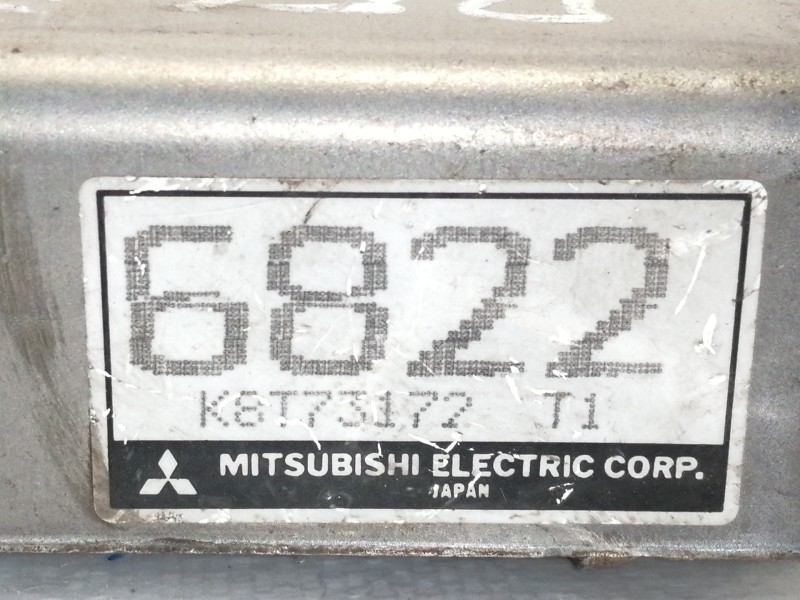 6822
K8T73172 T1
MITSUBISHI ELECTRIC CORP.
JAPAN